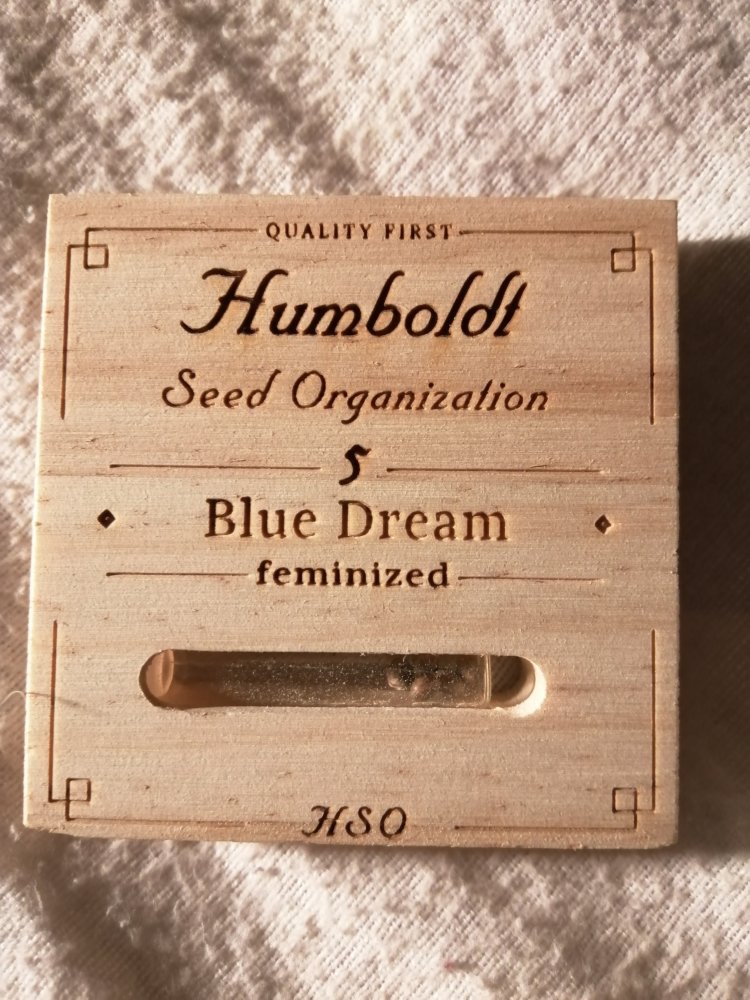 QUALITY FIRST
Humboldt
Seed Organization
5
Blue Dream
feminized
HSO